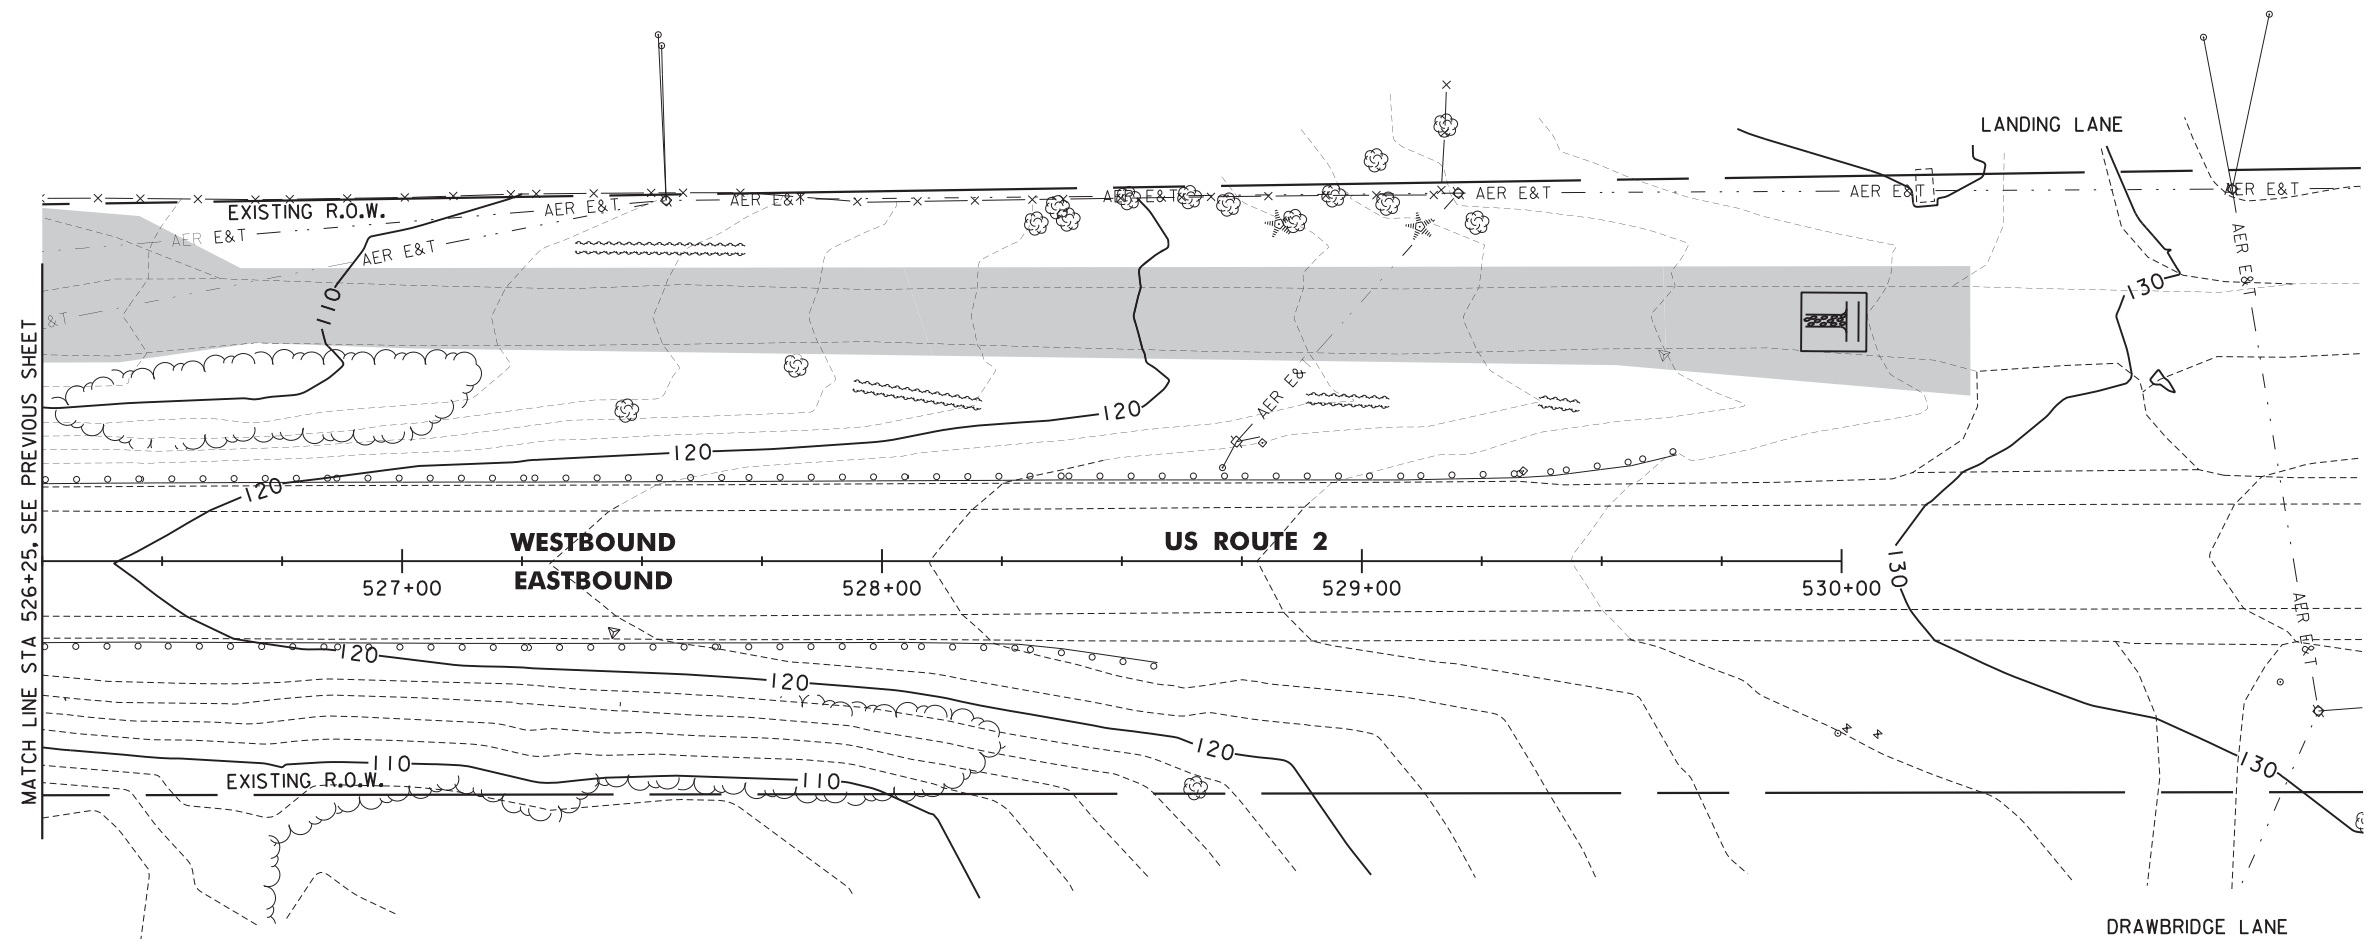 LANDING LANE
AER E&T
AER E&T
AER E&T
AER E&T
AER E&T
AER E&T
EXISTING R.O.W.
AER E&T
AER E&T
AER E&T
AER E&T
130
110
&T
AER E&
120
120
120
MATCH LINE STA 526+25, SEE PREVIOUS SHEET
WESTBOUND
US ROUTE 2
EASTBOUND
527+00
528+00
529+00
530+00
130
AER E&T
120
120
120
110
110
130
EXISTING R.O.W.
DRAWBRIDGE LANE